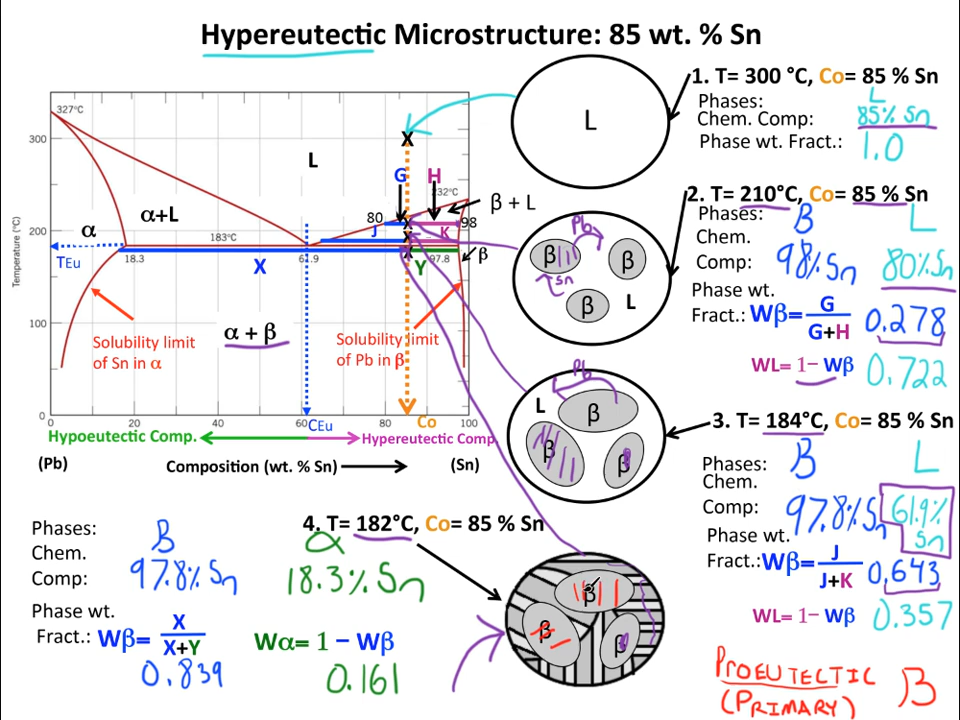 Hypereutectic Microstructure: 85 wt. % Sn
327°C
300
200
100
0
Temperature (°C)
L
G
H
232°C
β + L
α+L
α
80
98
J
K
183°C
TEu
18.3
X
61.9
Y
97.8
β
α + β
Solubility limit
of Sn in α
Solubility limit
of Pb in β
0
20
40
60
80
100
CEu
Co
Hypoeutectic Comp.
Hypereutectic Comp.
(Pb)
Composition (wt. % Sn)
(Sn)
X
X
X
X
L
1. T= 300 °C, Co= 85 % Sn
Phases: L
Chem. Comp: 85% Sn
Phase wt. Fract.: 1.0
β
β
β
L
Pb
Sn
2. T= 210°C, Co= 85 % Sn
Phases: B L
Chem.
Comp: 98% Sn 80% Sn
Phase wt.
Fract.: Wβ= G
G+H
0.278
WL= 1− Wβ 0.722
Pb
L
β
β
β
3. T= 184°C, Co= 85 % Sn
Phases: B L
Chem.
Comp: 97.8% Sn 61.9% Sn
Phase wt.
Fract.: Wβ= J
J+K
0.643
WL= 1− Wβ 0.357
4. T= 182°C, Co= 85 % Sn
Phases: B α
Chem.
Comp: 97.8% Sn 18.3% Sn
Phase wt.
Fract.: Wβ= X
X+Y
Wα= 1 − Wβ
0.839 0.161
β
β
β
PROEUTECTIC
(PRIMARY) B